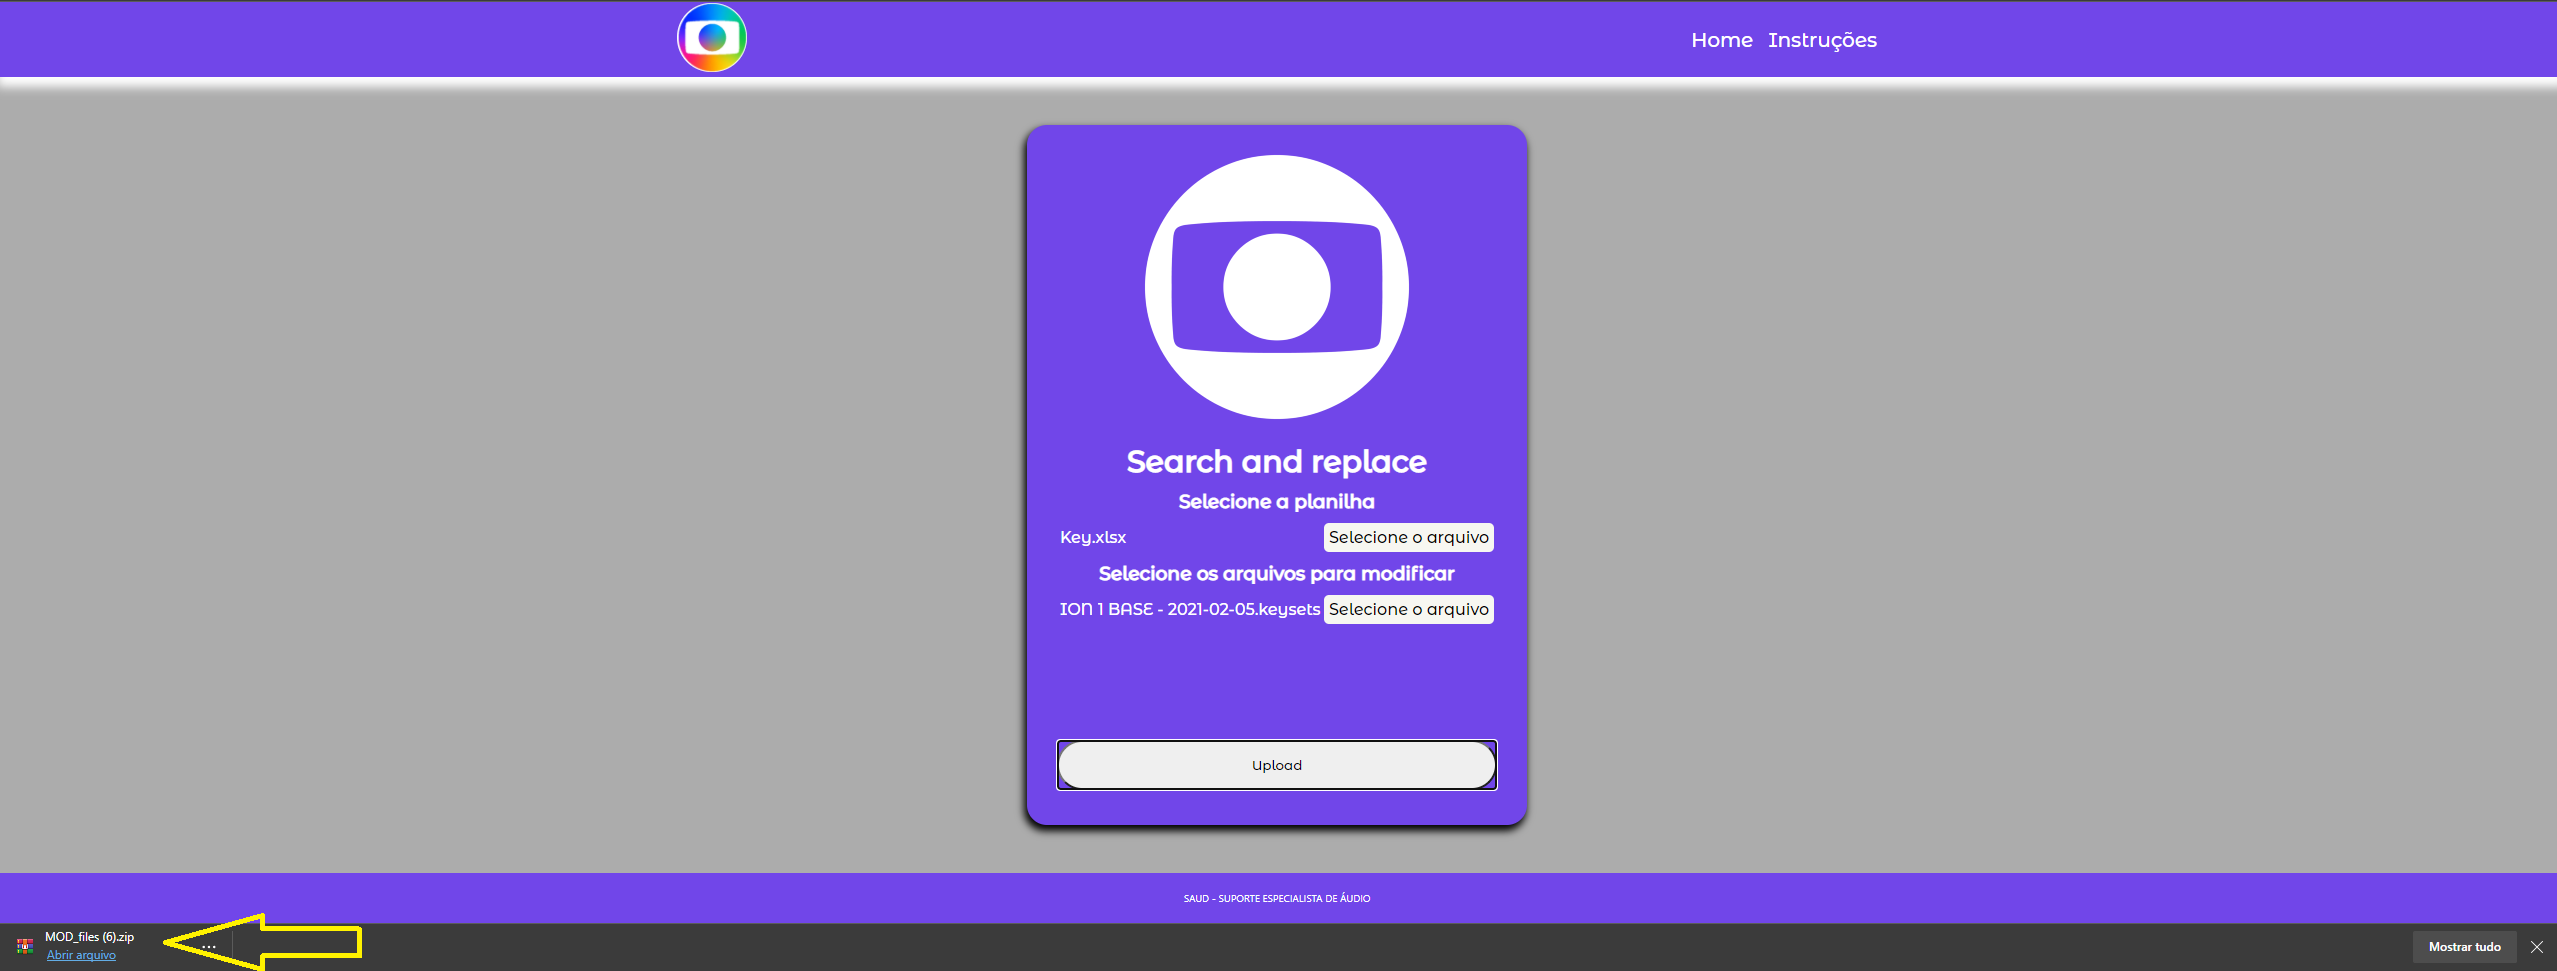 Home Instruções
Search and replace
Selecione a planilha
Key.xlsx Selecione o arquivo
Selecione os arquivos para modificar
ION 1 BASE - 2021-02-05.keysets Selecione o arquivo
Upload
SAUD - SUPORTE ESPECIALISTA DE ÁUDIO
MOD_files (6).zip
Abrir arquivo
...
Mostrar tudo